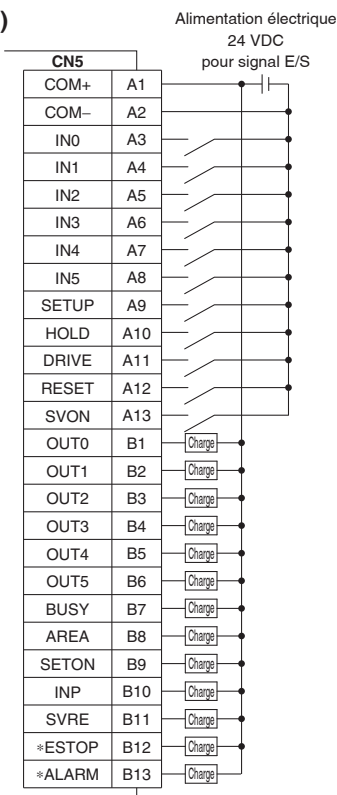 )
Alimentation électrique
24 VDC
pour signal E/S
CN5
COM+ A1
COM− A2
IN0 A3
IN1 A4
IN2 A5
IN3 A6
IN4 A7
IN5 A8
SETUP A9
HOLD A10
DRIVE A11
RESET A12
SVON A13
OUT0 B1 Charge
OUT1 B2 Charge
OUT2 B3 Charge
OUT3 B4 Charge
OUT4 B5 Charge
OUT5 B6 Charge
BUSY B7 Charge
AREA B8 Charge
SETON B9 Charge
INP B10 Charge
SVRE B11 Charge
∗ESTOP B12 Charge
∗ALARM B13 Charge